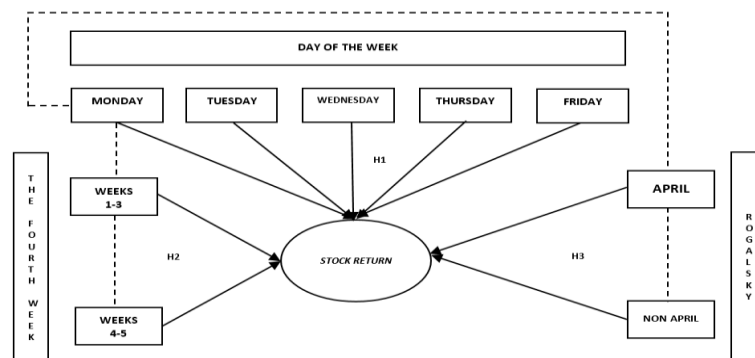 DAY OF THE WEEK
MONDAY
TUESDAY
WEDNESDAY
THURSDAY
FRIDAY
H1
THE FOURTH WEEK
WEEKS
1-3
APRIL
ROGALSKY
H2
STOCK RETURN
H3
WEEKS
4-5
NON APRIL